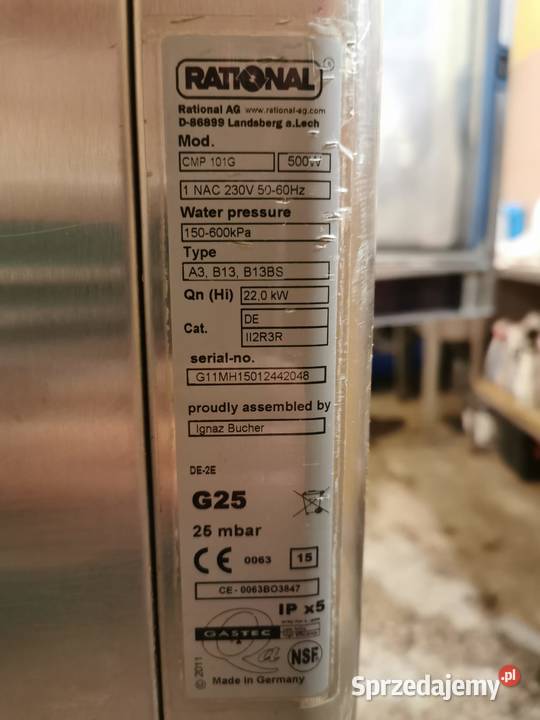 RATIONAL
Rational AG www.rational-ag.com
D-86899 Landsberg a.Lech
Mod.
CMP 101G 500W
1 NAC 230V 50-60Hz
Water pressure
150-600kPa
Type
A3, B13, B13BS
Qn (Hi) 22,0 kW
Cat. DE
II2R3R
serial-no.
G11MH15012442048
proudly assembled by
Ignaz Bucher
DE-2E
G25
25 mbar
CE 0063 15
CE - 0063BO3847
IP x5
GASTEC
Qa
NSF
© 2011
Made in Germany
Sprzedajemy.pl